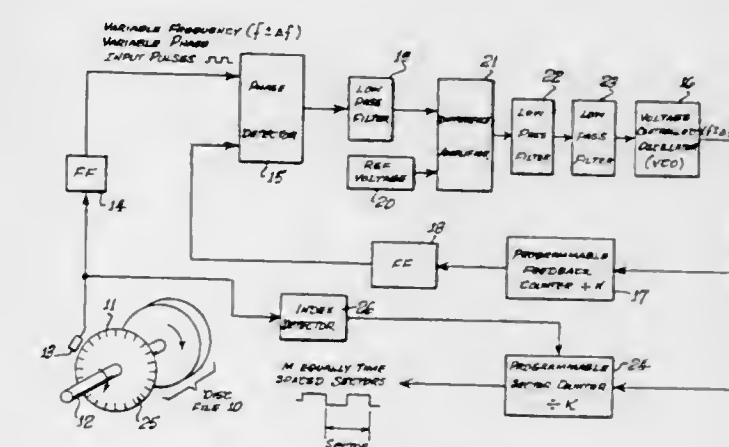 VARIABLE FREQUENCY (f ± Δf)
VARIABLE PHASE
INPUT PULSES
PHASE
DETECTOR
15
19
LOW
PASS
FILTER
REF
VOLTAGE
20
21
DIFFERENCE
AMPLIFIER
22
LOW
PASS
FILTER
23
LOW
PASS
FILTER
16
VOLTAGE
CONTROLLED
OSCILLATOR
(VCO)
FF
14
FF
18
PROGRAMMABLE
FEEDBACK
COUNTER ÷ N
17
INDEX
DETECTOR
26
PROGRAMMABLE
SECTOR COUNTER
÷ K
24
M EQUALLY TIME
SPACED SECTORS
SECTOR
11
13
12
25
DISC
FILE 10